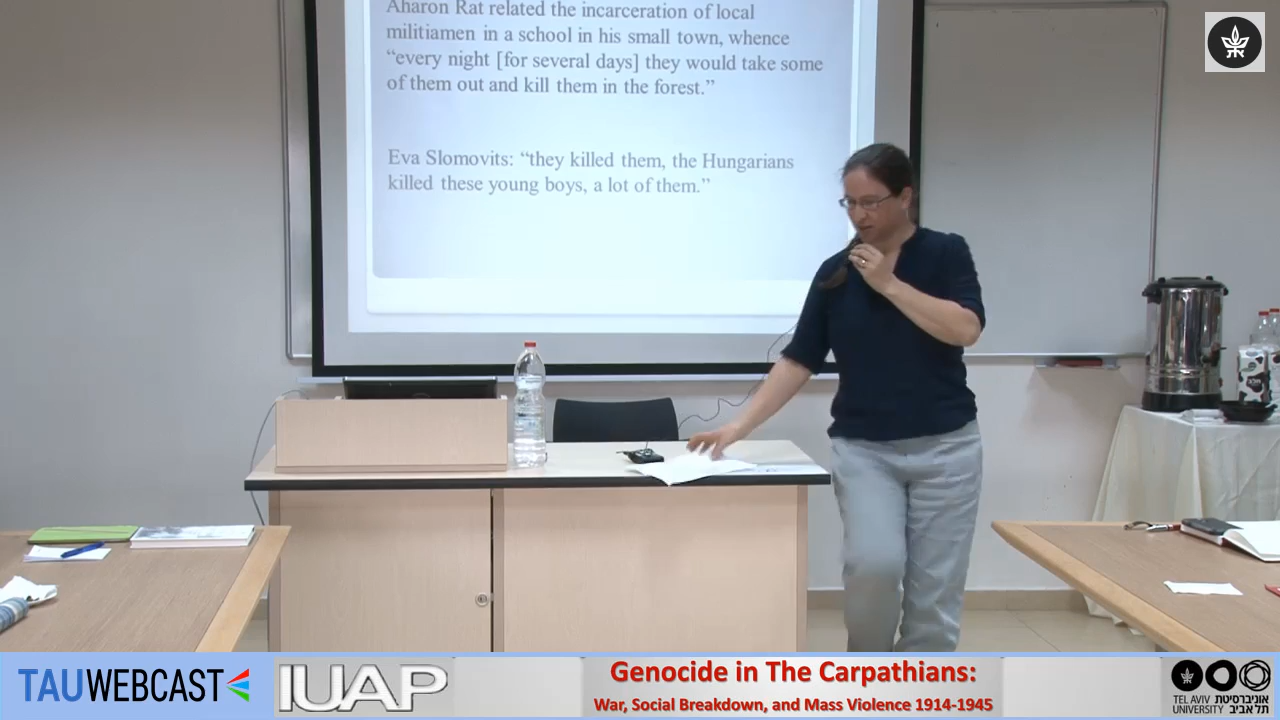 Aharon Rat related the incarceration of local
militiamen in a school in his small town, whence
“every night [for several days] they would take some
of them out and kill them in the forest.”
Eva Slomovits: “they killed them, the Hungarians
killed these young boys, a lot of them.”
TAUWEBCAST
IUAP
Genocide in The Carpathians:
War, Social Breakdown, and Mass Violence 1914-1945
TEL AVIV אוניברסיטת
UNIVERSITY תל אביב